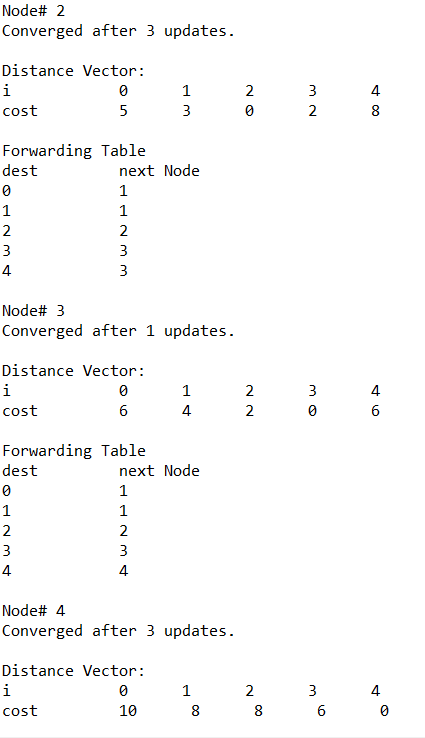 Node# 2
Converged after 3 updates.
Distance Vector:
i 0 1 2 3 4
cost 5 3 0 2 8
Forwarding Table
dest next Node
0 1
1 1
2 2
3 3
4 3
Node# 3
Converged after 1 updates.
Distance Vector:
i 0 1 2 3 4
cost 6 4 2 0 6
Forwarding Table
dest next Node
0 1
1 1
2 2
3 3
4 4
Node# 4
Converged after 3 updates.
Distance Vector:
i 0 1 2 3 4
cost 10 8 8 6 0